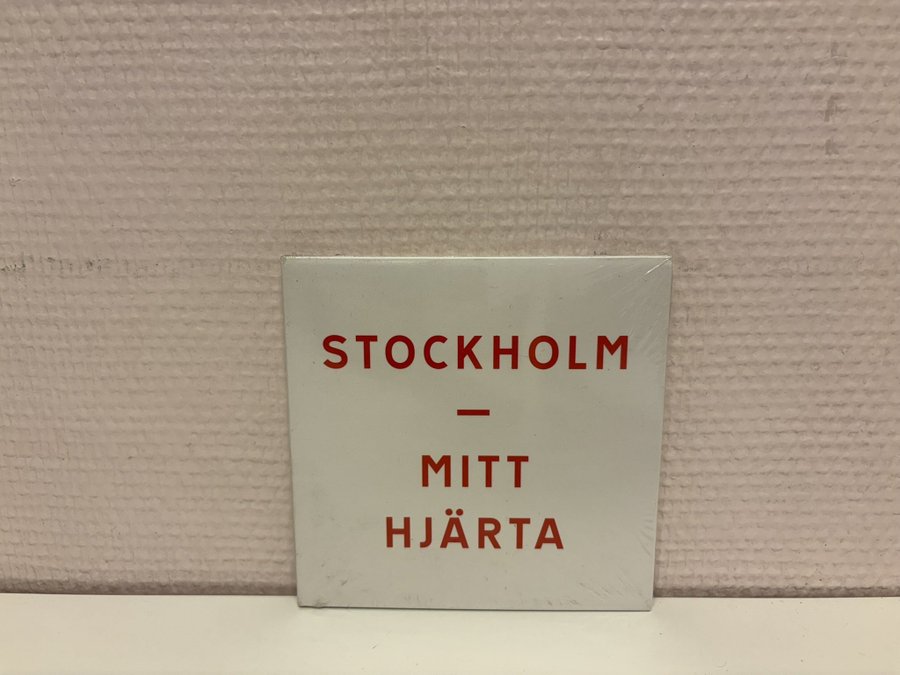 STOCKHOLM
—
MITT
HJÄRTA